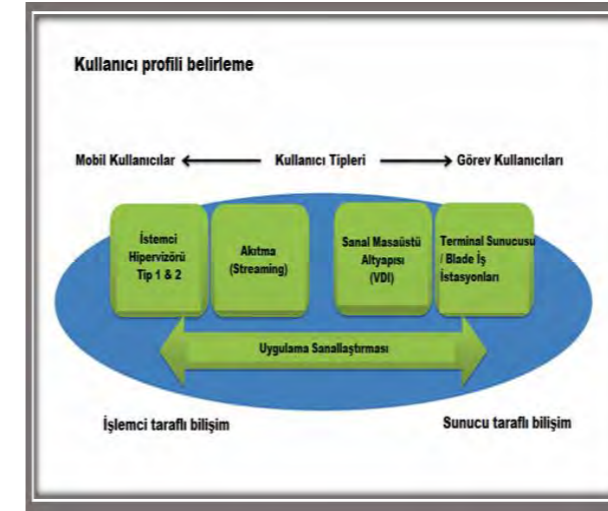 Kullanıcı profili belirleme
Mobil Kullanıcılar
Kullanıcı Tipleri
Görev Kullanıcıları
İstemci
Hipervizörü
Tip 1 & 2
Akıtma
(Streaming)
Sanal Masaüstü
Altyapısı
(VDI)
Terminal Sunucusu
/ Blade İş
İstasyonları
Uygulama Sanallaştırması
İşlemci taraflı bilişim
Sunucu taraflı bilişim